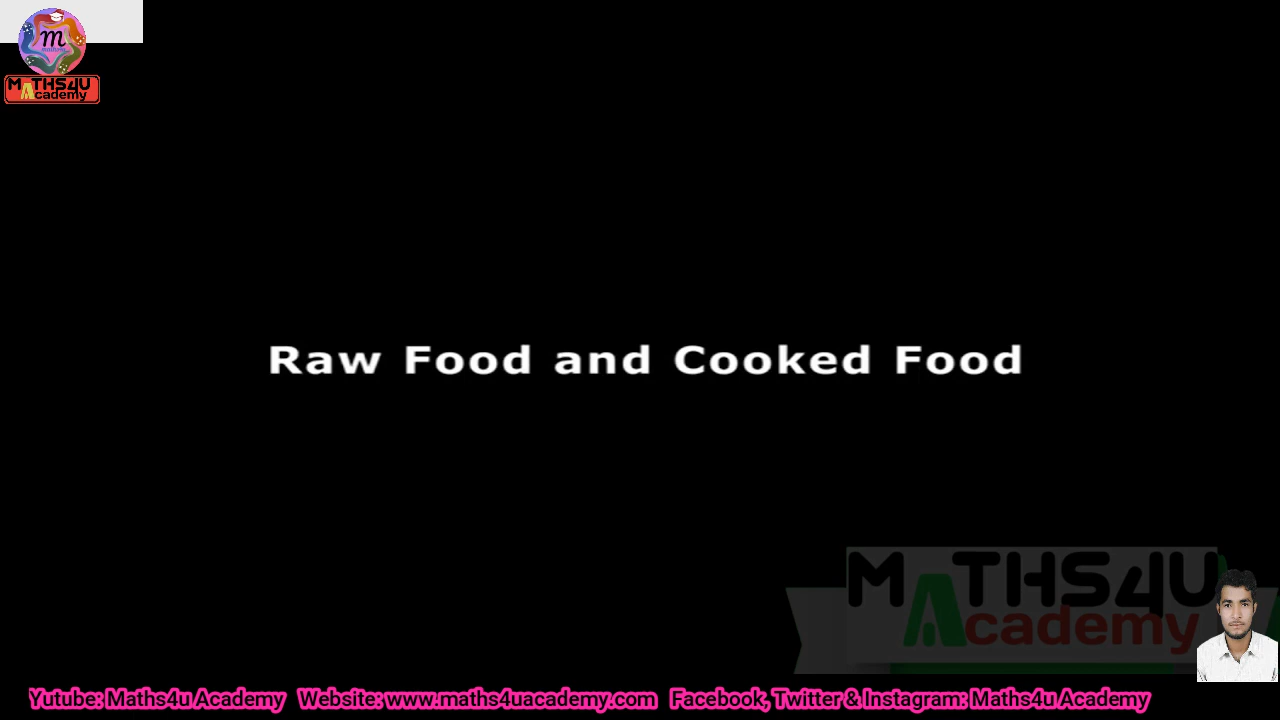 m
MATHS4U
Academy
Raw Food and Cooked Food
MATHS4U
Academy
Yutube: Maths4u Academy Website: www.maths4uacademy.com Facebook, Twitter & Instagram: Maths4u Academy